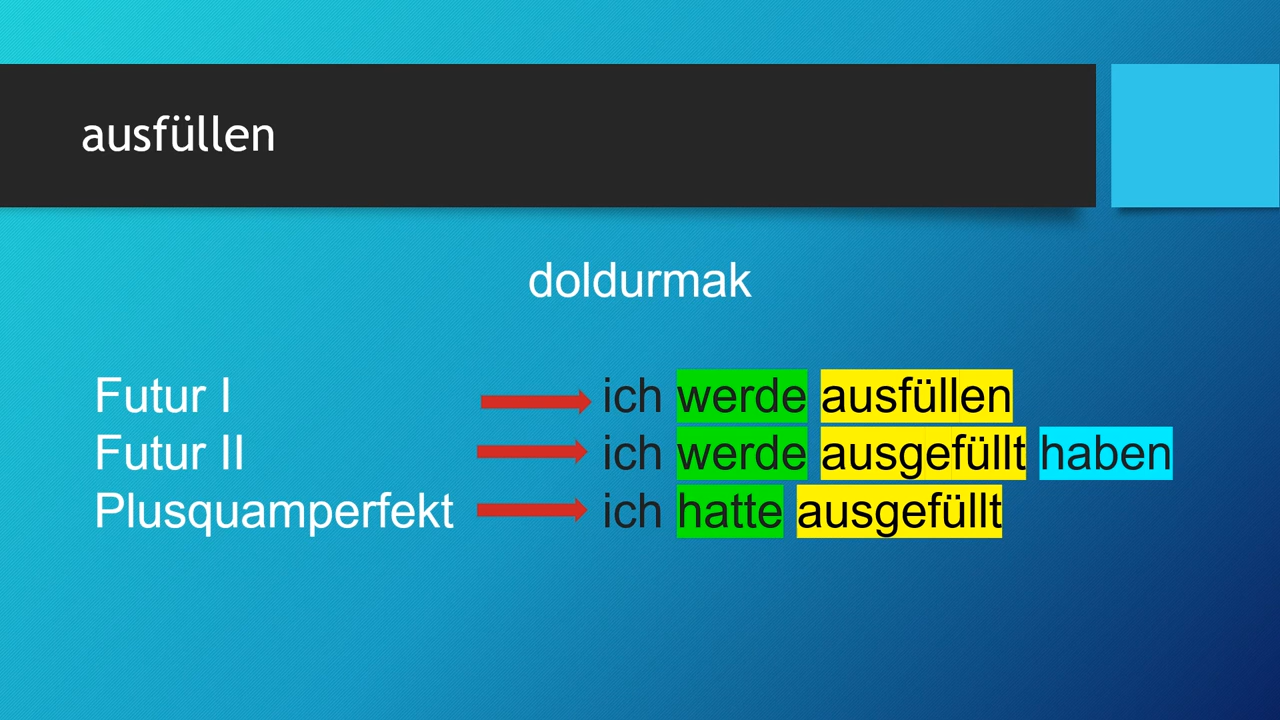 ausfüllen
doldurmak
Futur I ich werde ausfüllen
Futur II ich werde ausgefüllt haben
Plusquamperfekt ich hatte ausgefüllt